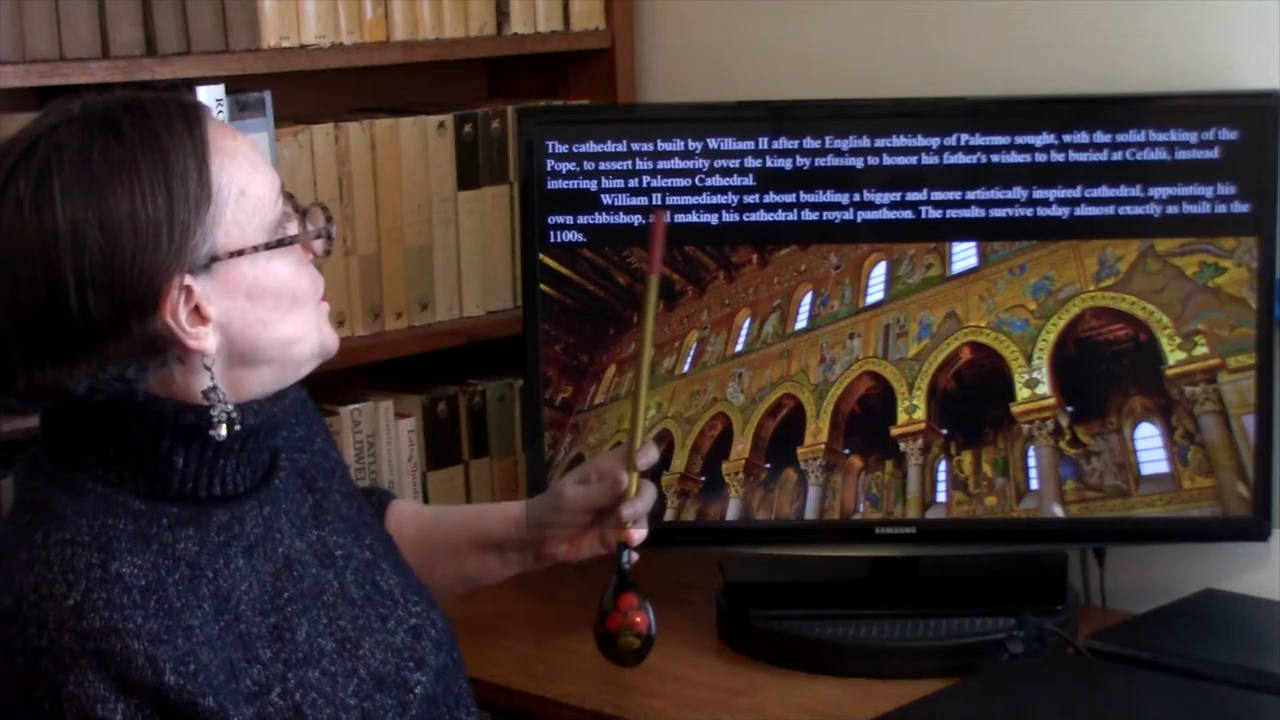 The cathedral was built by William II after the English archbishop of Palermo sought, with the solid backing of the
Pope, to assert his authority over the king by refusing to honor his father's wishes to be buried at Cefalù, instead
interring him at Palermo Cathedral.
William II immediately set about building a bigger and more artistically inspired cathedral, appointing his
own archbishop, and making his cathedral the royal pantheon. The results survive today almost exactly as built in the
1100s.
SAMSUNG
CALDWELL
TAYLOR